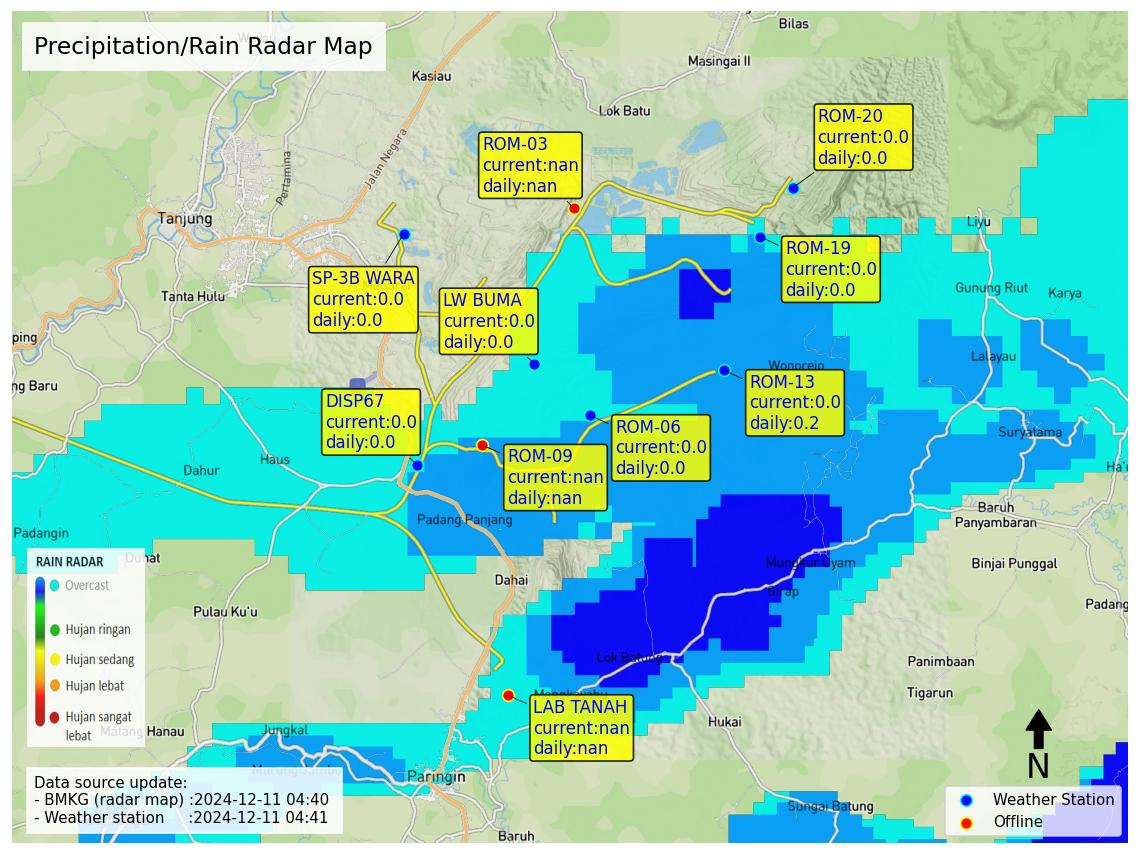 Precipitation/Rain Radar Map
Bilas
Masingai II
Kasiau
Lok Batu
Jalan Negara
Pertamina
Tanjung
Tanta Hulu
ping
ng Baru
ROM-20
current:0.0
daily:0.0
ROM-03
current:nan
daily:nan
ROM-19
current:0.0
daily:0.0
Liyu
Gunung Riut
Karya
Lalayau
Suryatama
Ha'u
SP-3B WARA
current:0.0
daily:0.0
LW BUMA
current:0.0
daily:0.0
Wonorejo
ROM-13
current:0.0
daily:0.2
DISP67
current:0.0
daily:0.0
ROM-06
current:0.0
daily:0.0
ROM-09
current:nan
daily:nan
Haus
Dahur
Padangin
Padang Panjang
Baruh
Panyambaran
Binjai Punggal
Padang
Duhat
Dahai
Mungkur Uyam
Sirap
Pulau Ku'u
Lok Batung
Panimbaan
Tigarun
Hukai
RAIN RADAR
Overcast
Hujan ringan
Hujan sedang
Hujan lebat
Hujan sangat
lebat
LAB TANAH
current:nan
daily:nan
Matang Hanau
Jungkal
Murung Jambu
Paringin
Baruh
Sungai Batung
N
Data source update:
- BMKG (radar map) :2024-12-11 04:40
- Weather station :2024-12-11 04:41
Weather Station
Offline